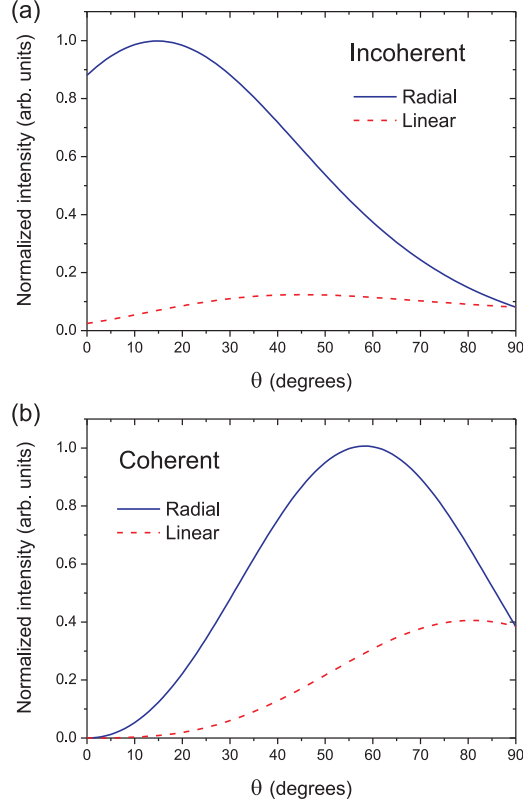 (a)
Incoherent
Radial
Linear
Normalized intensity (arb. units)
1.0
0.8
0.6
0.4
0.2
0.0
0 10 20 30 40 50 60 70 80 90
θ (degrees)
(b)
Coherent
Radial
Linear
Normalized intensity (arb. units)
1.0
0.8
0.6
0.4
0.2
0.0
0 10 20 30 40 50 60 70 80 90
θ (degrees)